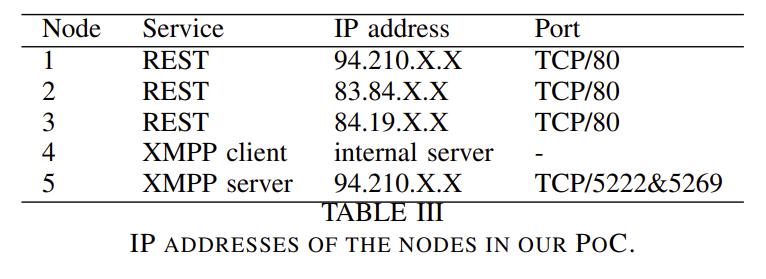 Node Service IP address Port
1 REST 94.210.X.X TCP/80
2 REST 83.84.X.X TCP/80
3 REST 84.19.X.X TCP/80
4 XMPP client internal server -
5 XMPP server 94.210.X.X TCP/5222&5269
TABLE III
IP ADDRESSES OF THE NODES IN OUR POC.